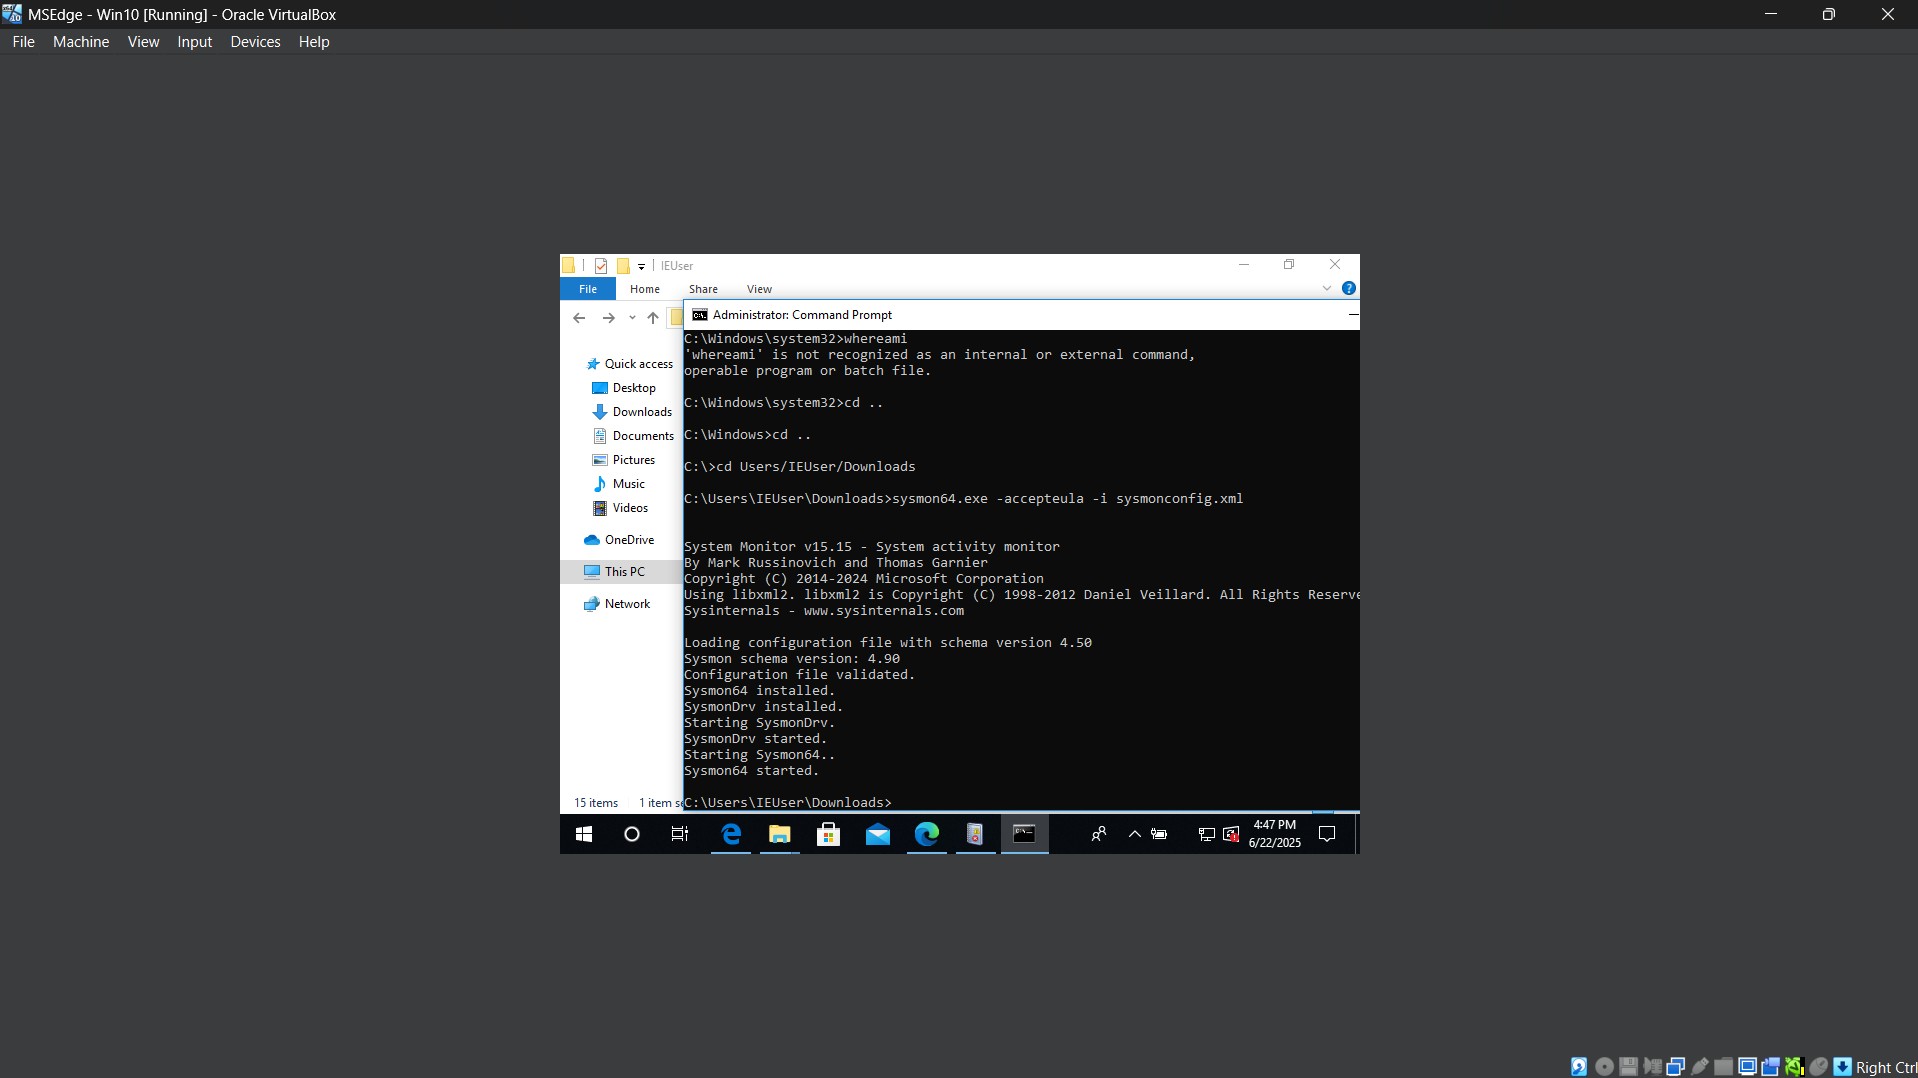 MSEdge - Win10 [Running] - Oracle VirtualBox
File Machine View Input Devices Help
IEUser
File Home Share View
Administrator: Command Prompt
Quick access
Desktop
Downloads
Documents
Pictures
Music
Videos
OneDrive
This PC
Network
C:\Windows\system32>whereami
'whereami' is not recognized as an internal or external command,
operable program or batch file.
C:\Windows\system32>cd ..
C:\Windows>cd ..
C:\>cd Users/IEUser/Downloads
C:\Users\IEUser\Downloads>sysmon64.exe -accepteula -i sysmonconfig.xml
System Monitor v15.15 - System activity monitor
By Mark Russinovich and Thomas Garnier
Copyright (C) 2014-2024 Microsoft Corporation
Using libxml2. libxml2 is Copyright (C) 1998-2012 Daniel Veillard. All Rights Reserve
Sysinternals - www.sysinternals.com
Loading configuration file with schema version 4.50
Sysmon schema version: 4.90
Configuration file validated.
Sysmon64 installed.
SysmonDrv installed.
Starting SysmonDrv.
SysmonDrv started.
Starting Sysmon64..
Sysmon64 started.
C:\Users\IEUser\Downloads>
15 items 1 item se
4:47 PM
6/22/2025
Right Ctrl